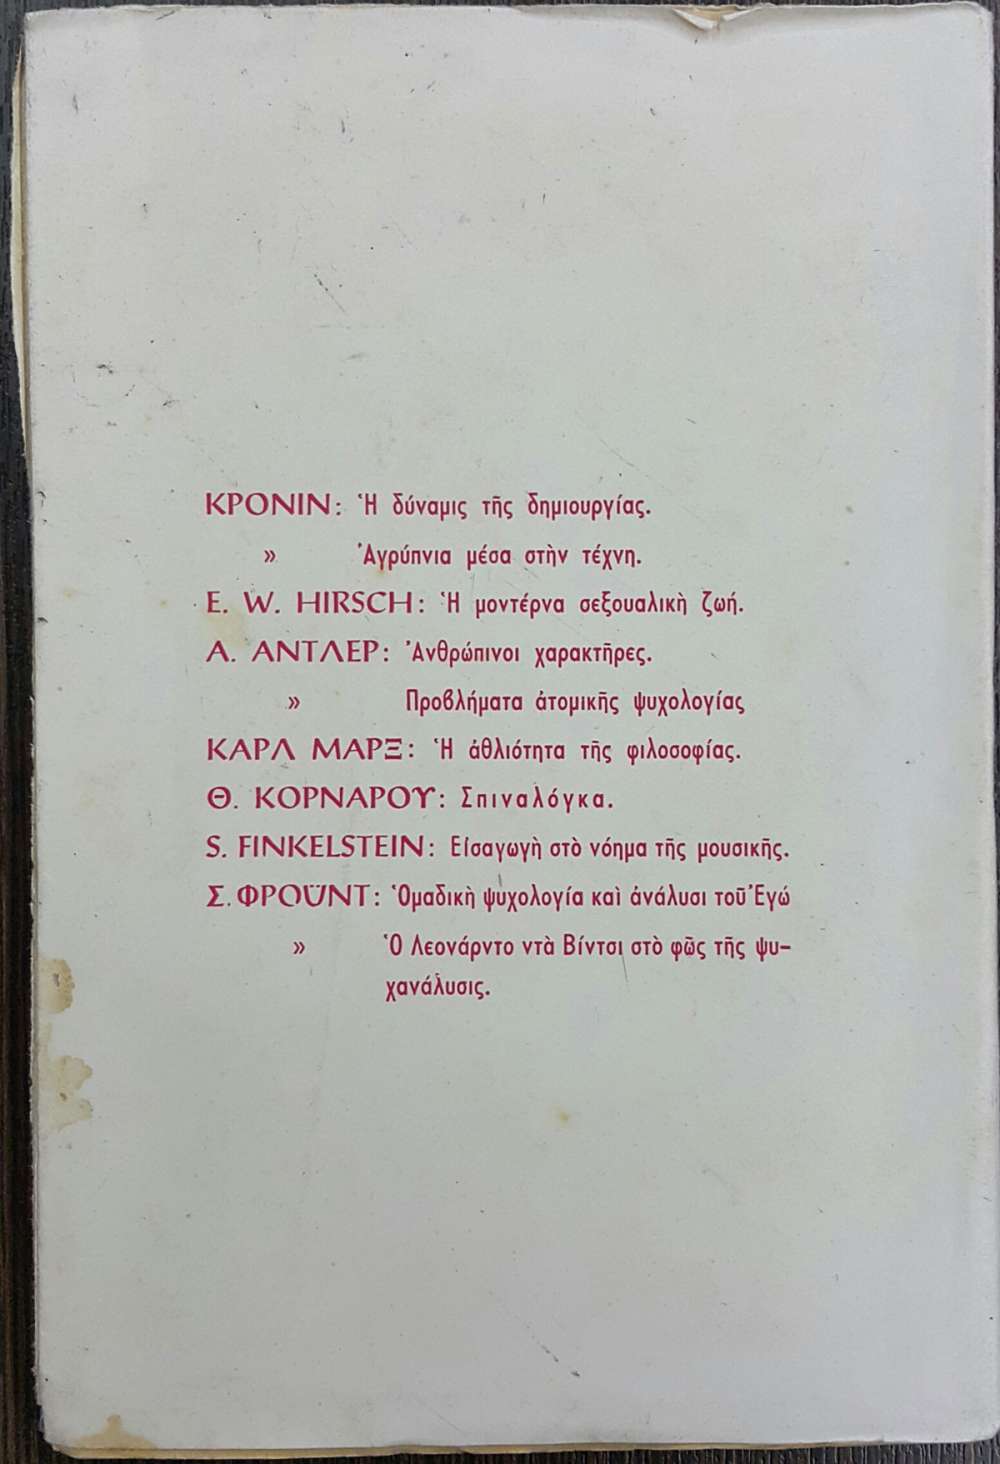 ΚΡΟΝΙΝ: Ἡ δύναμις τῆς δημιουργίας.
» Ἀγρύπνια μέσα στὴν τέχνη.
E. W. HIRSCH: Ἡ μοντέρνα σεξουαλικὴ ζωή.
Α. ΑΝΤΛΕΡ: Ἀνθρώπινοι χαρακτῆρες.
» Προβλήματα ἀτομικῆς ψυχολογίας
ΚΑΡΛ ΜΑΡΞ: Ἡ ἀθλιότητα τῆς φιλοσοφίας.
Θ. ΚΟΡΝΑΡΟΥ: Σπιναλόγκα.
S. FINKELSTEIN: Εἰσαγωγὴ στὸ νόημα τῆς μουσικῆς.
Σ. ΦΡΟΫΝΤ: Ὁμαδικὴ ψυχολογία καὶ ἀνάλυσι τοῦ Ἐγώ
» Ὁ Λεονάρντο ντὰ Βίντσι στὸ φῶς τῆς ψυ-
χανάλυσις.